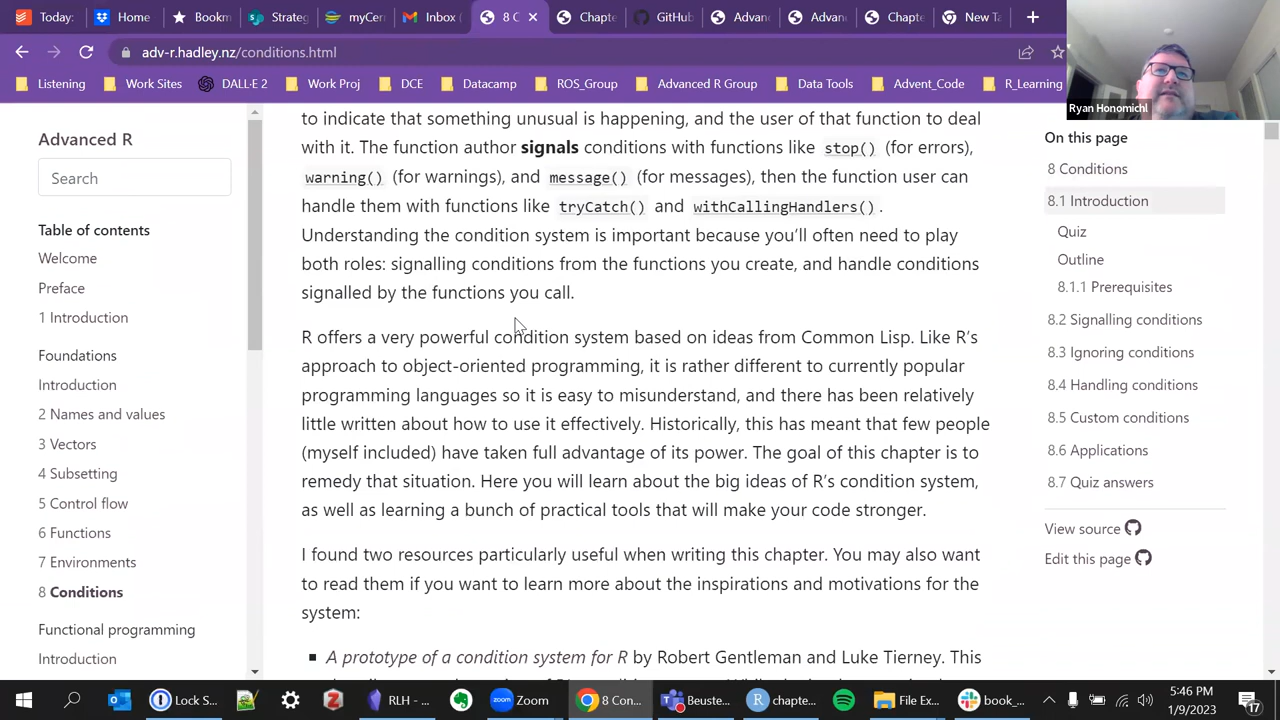 Today:
Home
Bookm
Strateg
myCer
Inbox (
8 C
Chapte
GitHub
Advan
Advan
Chapt
New Ta
adv-r.hadley.nz/conditions.html
Listening
Work Sites
DALL·E 2
Work Proj
DCE
Datacamp
ROS_Group
Advanced R Group
Data Tools
Advent_Code
R_Learning
Ryan Honomichl
Advanced R
Search
Table of contents
Welcome
Preface
1 Introduction
Foundations
Introduction
2 Names and values
3 Vectors
4 Subsetting
5 Control flow
6 Functions
7 Environments
8 Conditions
Functional programming
Introduction
to indicate that something unusual is happening, and the user of that function to deal
with it. The function author signals conditions with functions like stop() (for errors),
warning() (for warnings), and message() (for messages), then the function user can
handle them with functions like tryCatch() and withCallingHandlers() .
Understanding the condition system is important because you'll often need to play
both roles: signalling conditions from the functions you create, and handle conditions
signalled by the functions you call.
R offers a very powerful condition system based on ideas from Common Lisp. Like R's
approach to object-oriented programming, it is rather different to currently popular
programming languages so it is easy to misunderstand, and there has been relatively
little written about how to use it effectively. Historically, this has meant that few people
(myself included) have taken full advantage of its power. The goal of this chapter is to
remedy that situation. Here you will learn about the big ideas of R's condition system,
as well as learning a bunch of practical tools that will make your code stronger.
I found two resources particularly useful when writing this chapter. You may also want
to read them if you want to learn more about the inspirations and motivations for the
system:
A prototype of a condition system for R by Robert Gentleman and Luke Tierney. This
On this page
8 Conditions
8.1 Introduction
Quiz
Outline
8.1.1 Prerequisites
8.2 Signalling conditions
8.3 Ignoring conditions
8.4 Handling conditions
8.5 Custom conditions
8.6 Applications
8.7 Quiz answers
View source
Edit this page
Lock S...
RLH - ...
Zoom
8 Con...
Beuste...
chapte...
File Ex...
book_...
5:46 PM
1/9/2023
17